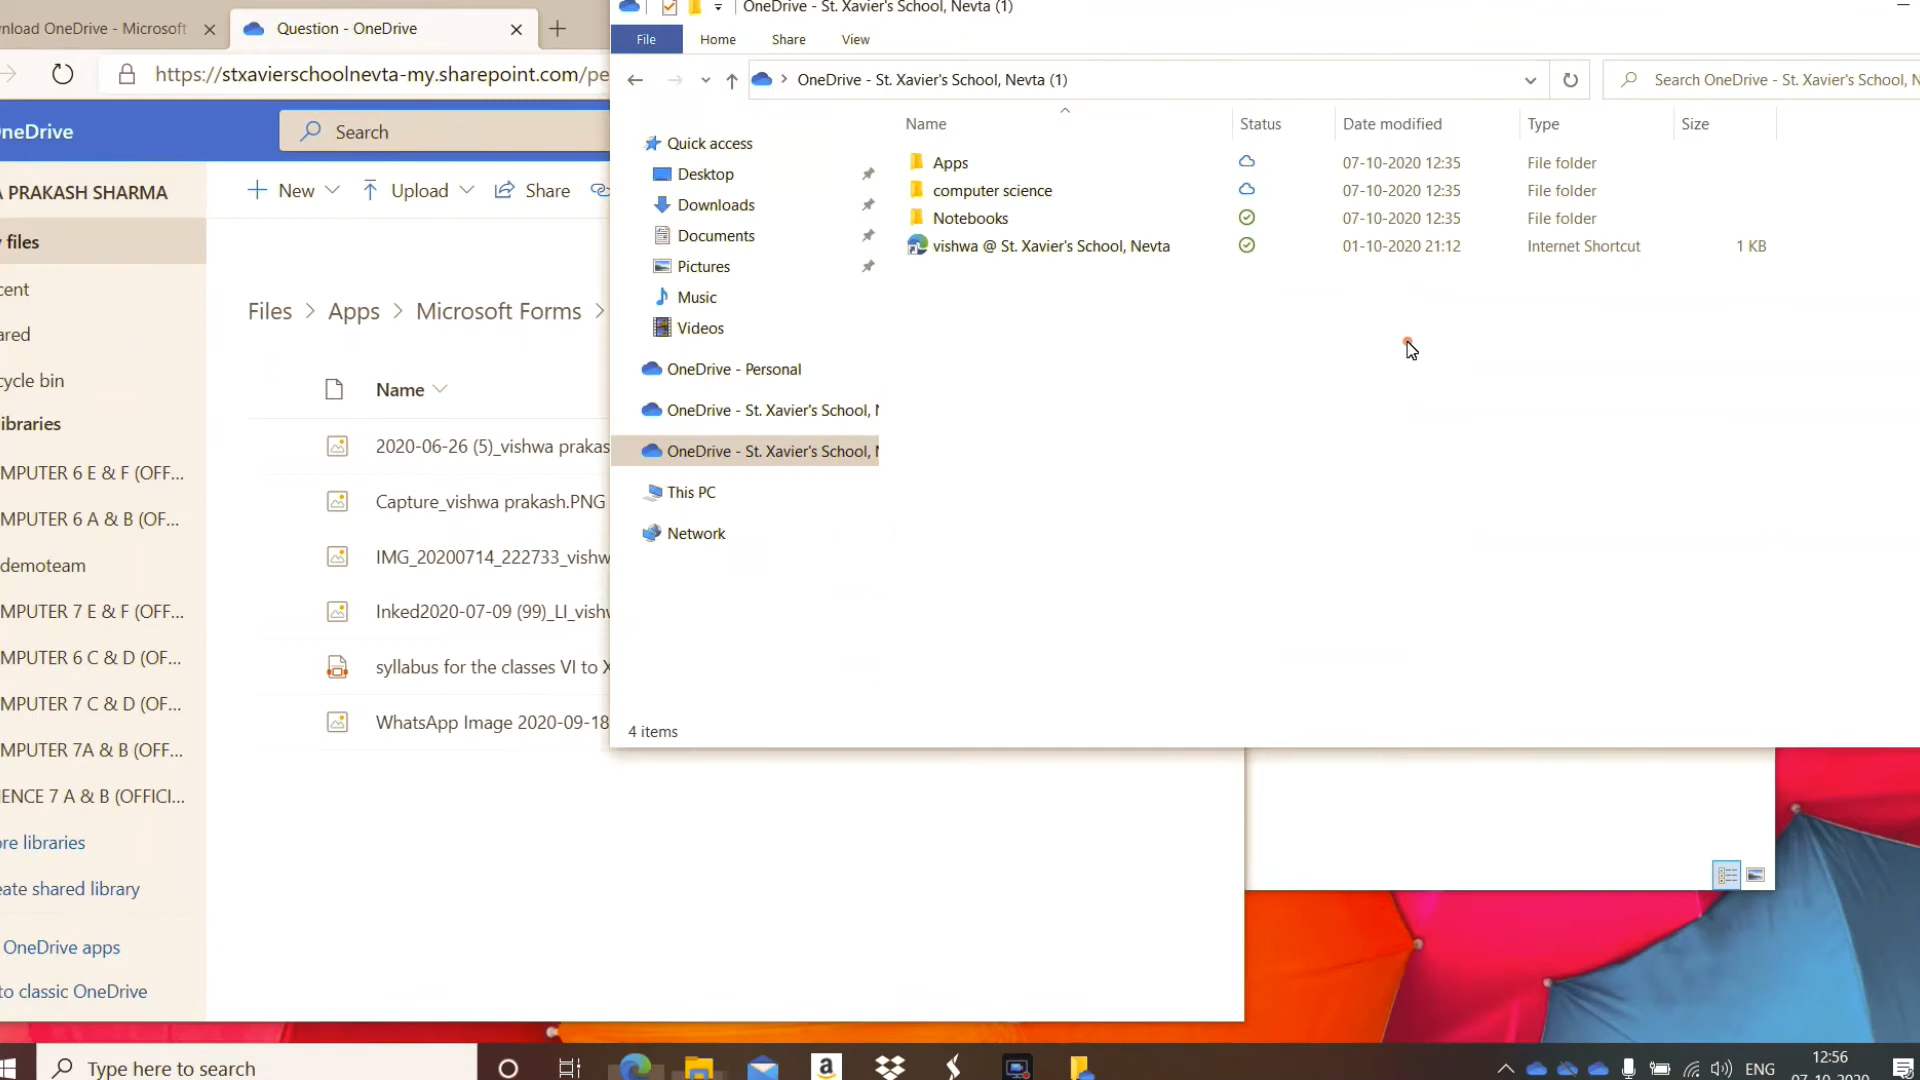 nload OneDrive - Microsoft
Question - OneDrive
https://stxavierschoolnevta-my.sharepoint.com/pe
neDrive
Search
A PRAKASH SHARMA
New
Upload
Share
files
cent
ared
cycle bin
ibraries
MPUTER 6 E & F (OFF...
MPUTER 6 A & B (OF...
demoteam
MPUTER 7 E & F (OFF...
MPUTER 6 C & D (OF...
MPUTER 7 C & D (OF...
MPUTER 7A & B (OFF...
IENCE 7 A & B (OFFICI...
re libraries
eate shared library
OneDrive apps
to classic OneDrive
Files > Apps > Microsoft Forms >
Name
2020-06-26 (5)_vishwa prakas
Capture_vishwa prakash.PNG
IMG_20200714_222733_vishw
Inked2020-07-09 (99)_LI_vishw
syllabus for the classes VI to X
WhatsApp Image 2020-09-18
OneDrive - St. Xavier's School, Nevta (1)
File
Home
Share
View
OneDrive - St. Xavier's School, Nevta (1)
Search OneDrive - St. Xavier's School, N
Quick access
Desktop
Downloads
Documents
Pictures
Music
Videos
OneDrive - Personal
OneDrive - St. Xavier's School, N
OneDrive - St. Xavier's School, N
This PC
Network
Name Status Date modified Type Size
Apps 07-10-2020 12:35 File folder
computer science 07-10-2020 12:35 File folder
Notebooks 07-10-2020 12:35 File folder
vishwa @ St. Xavier's School, Nevta 01-10-2020 21:12 Internet Shortcut 1 KB
4 items
Type here to search
ENG
12:56
07-10-2020